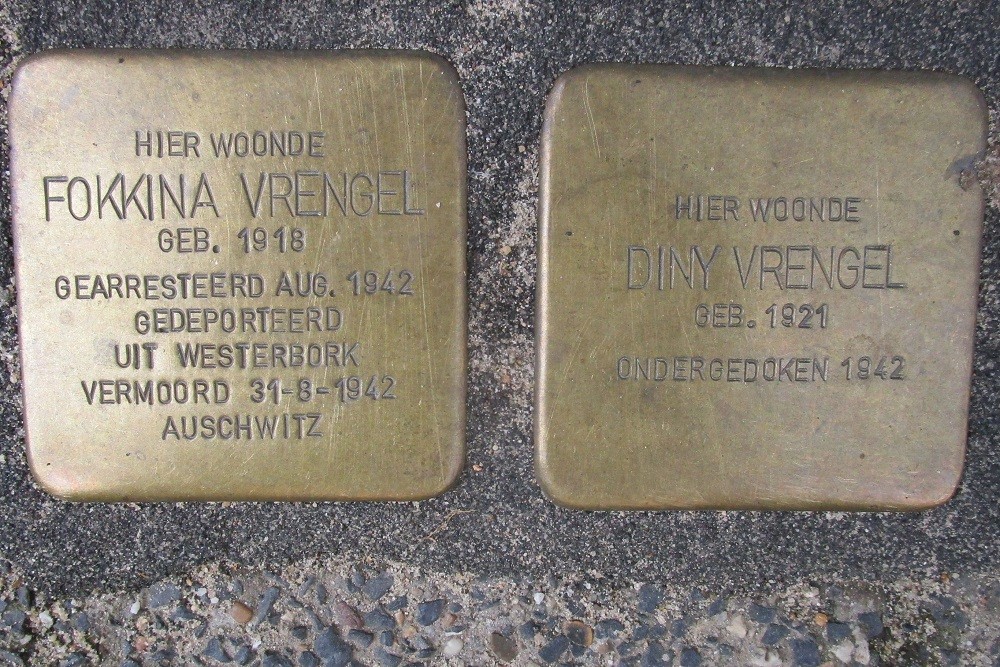 HIER WOONDE
FOKKINA VRENGEL
GEB. 1918
GEARRESTEERD AUG. 1942
GEDEPORTEERD
UIT WESTERBORK
VERMOORD 31-8-1942
AUSCHWITZ
HIER WOONDE
DINY VRENGEL
GEB. 1921
ONDERGEDOKEN 1942